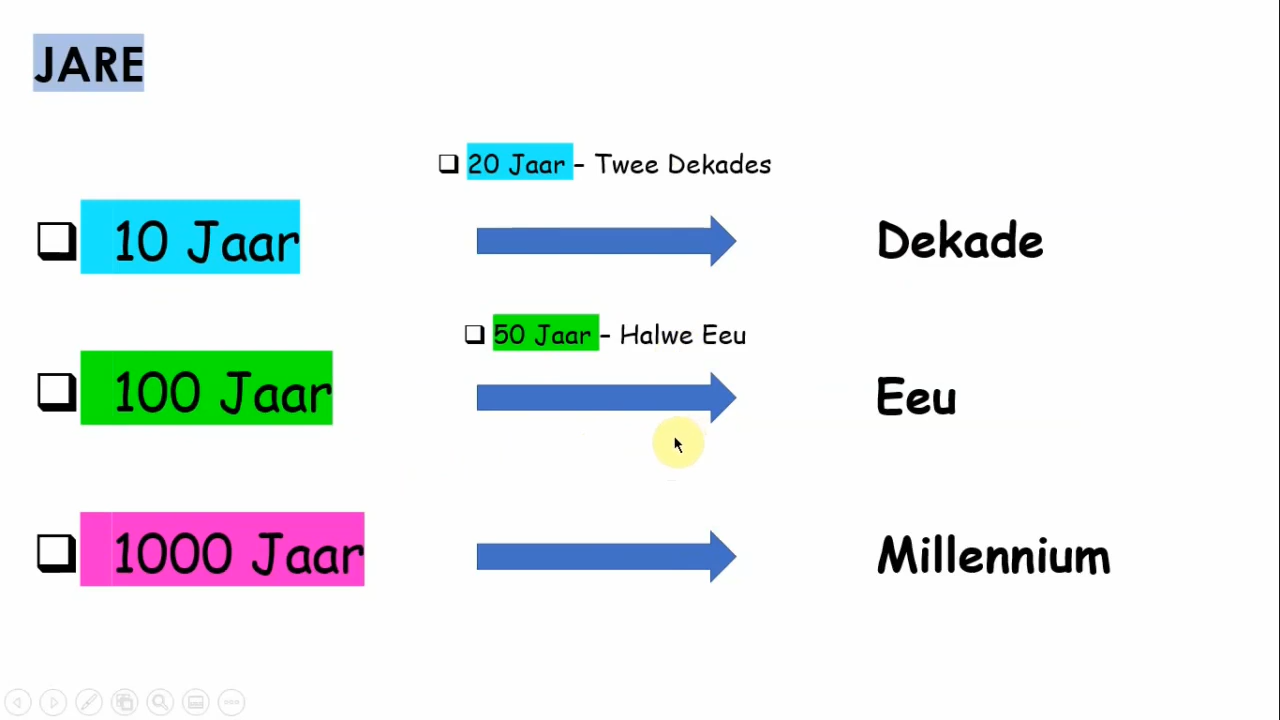 JARE
20 Jaar – Twee Dekades
10 Jaar
Dekade
50 Jaar – Halwe Eeu
100 Jaar
Eeu
1000 Jaar
Millennium